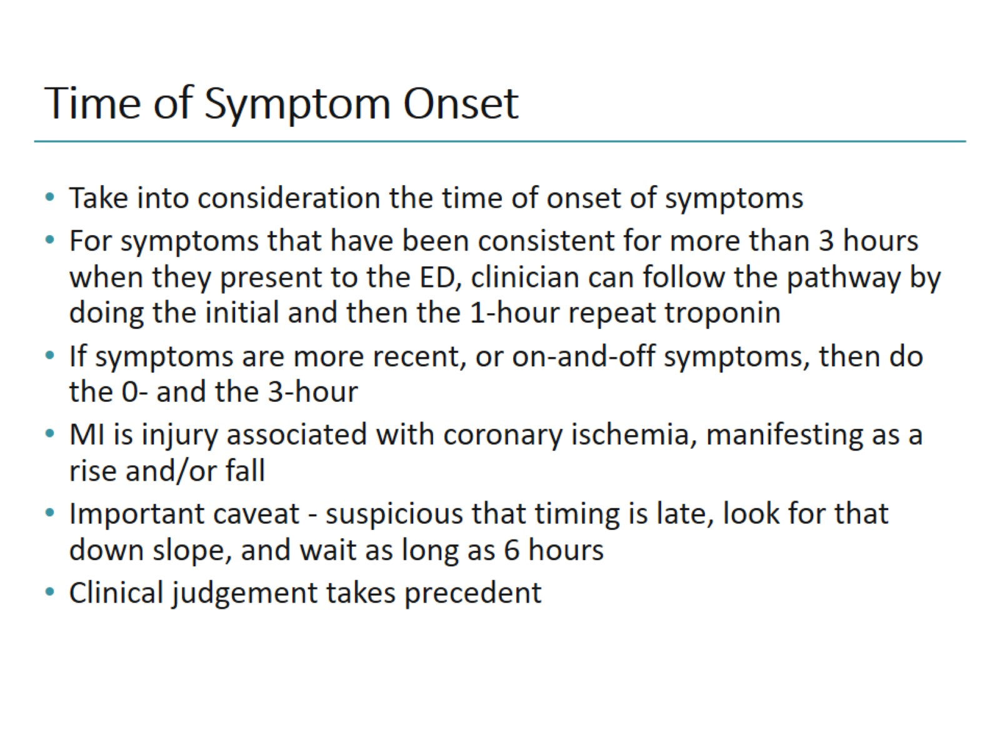 Time of Symptom Onset
• Take into consideration the time of onset of symptoms
• For symptoms that have been consistent for more than 3 hours
when they present to the ED, clinician can follow the pathway by
doing the initial and then the 1-hour repeat troponin
• If symptoms are more recent, or on-and-off symptoms, then do
the 0- and the 3-hour
• MI is injury associated with coronary ischemia, manifesting as a
rise and/or fall
• Important caveat - suspicious that timing is late, look for that
down slope, and wait as long as 6 hours
• Clinical judgement takes precedent